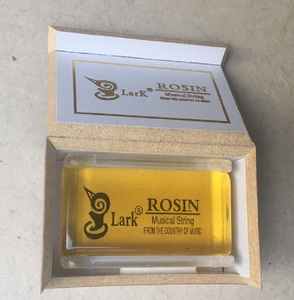 Lark® ROSIN
Musical String
FROM THE COUNTRY OF MUSIC
Lark® ROSIN
Musical String
FROM THE COUNTRY OF MUSIC